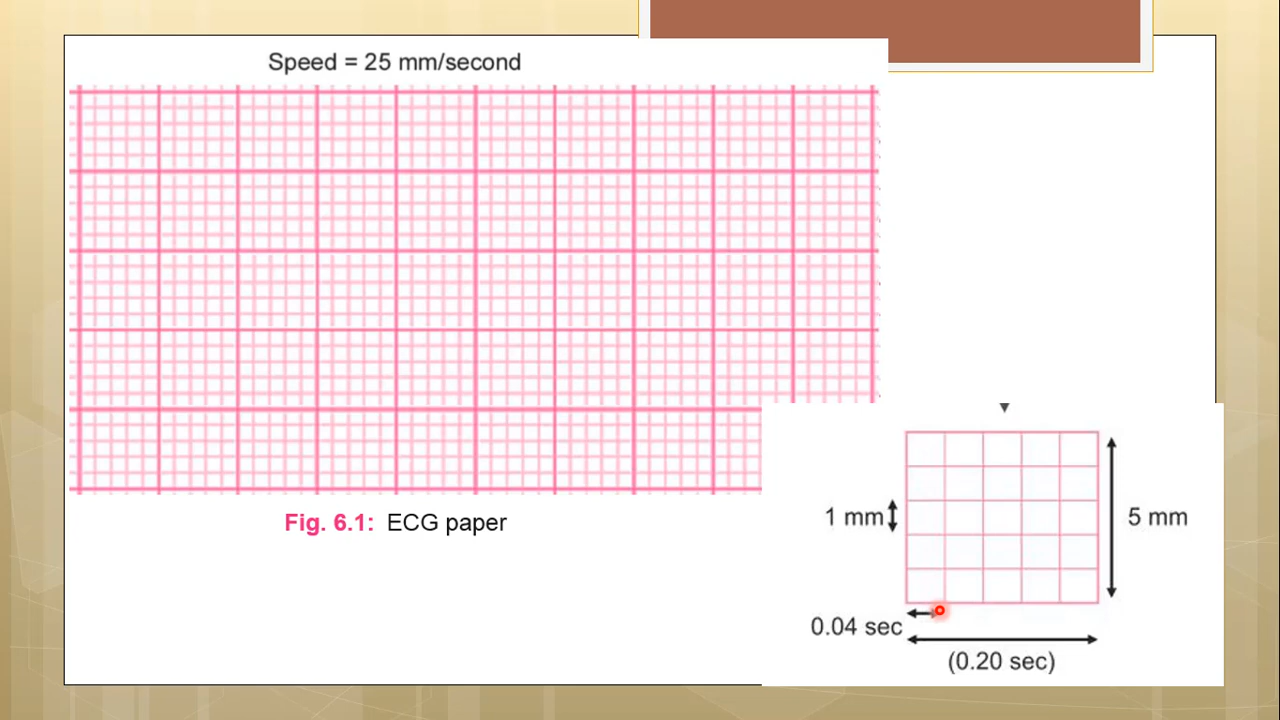 Speed = 25 mm/second
Fig. 6.1: ECG paper
1 mm
5 mm
0.04 sec
(0.20 sec)